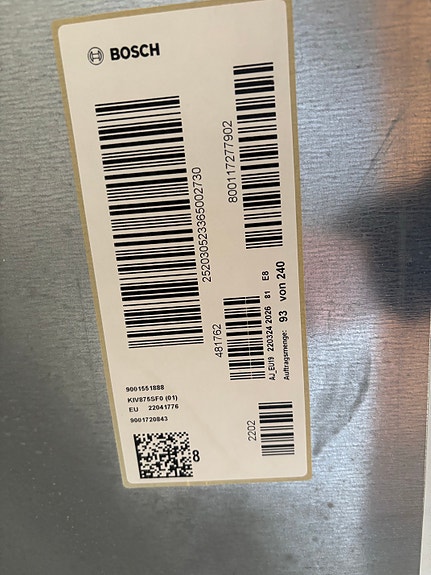 BOSCH
252030523365002730
800117277902
481762
AJ_EU19 220324 2026 81 E8
Auftragsmenge: 93 von 240
9001551888
KIV875SF0 (01)
EU 22041776
9001720843
8
2202